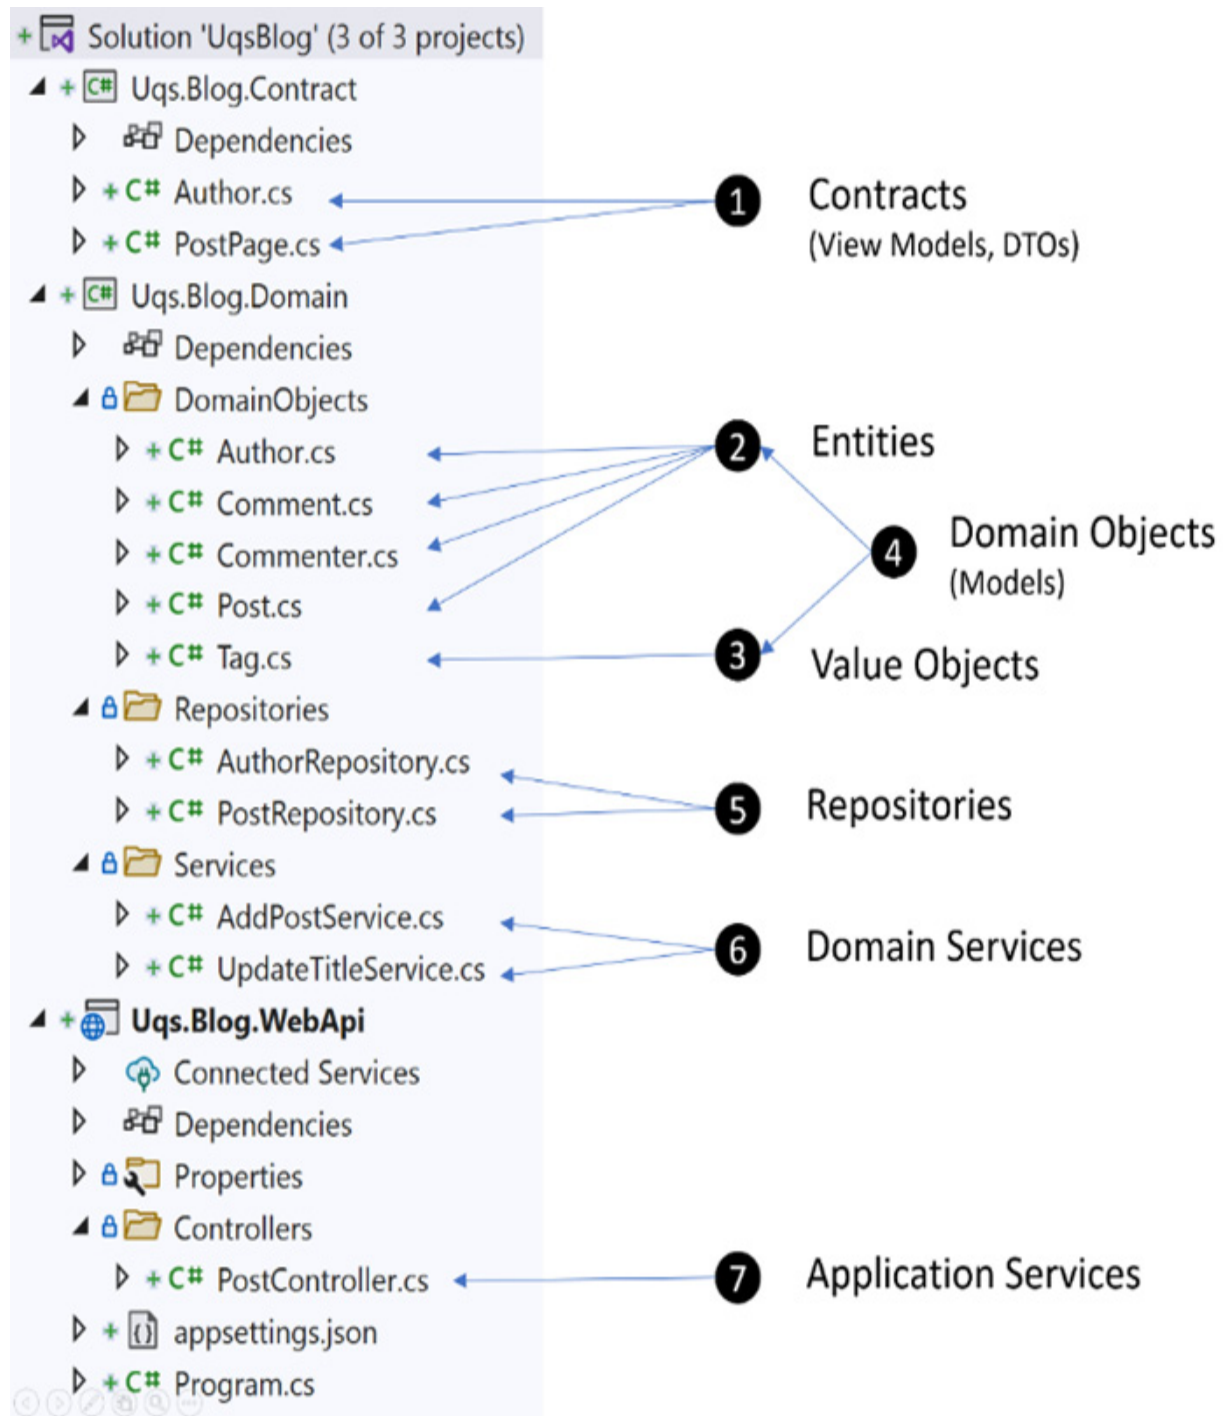 Solution 'UqsBlog' (3 of 3 projects)
C# Uqs.Blog.Contract
Dependencies
C# Author.cs
C# PostPage.cs
1 Contracts
(View Models, DTOs)
C# Uqs.Blog.Domain
Dependencies
DomainObjects
C# Author.cs
C# Comment.cs
C# Commenter.cs
C# Post.cs
C# Tag.cs
2 Entities
4 Domain Objects
(Models)
3 Value Objects
Repositories
C# AuthorRepository.cs
C# PostRepository.cs
5 Repositories
Services
C# AddPostService.cs
C# UpdateTitleService.cs
6 Domain Services
Uqs.Blog.WebApi
Connected Services
Dependencies
Properties
Controllers
C# PostController.cs
7 Application Services
{} appsettings.json
C# Program.cs